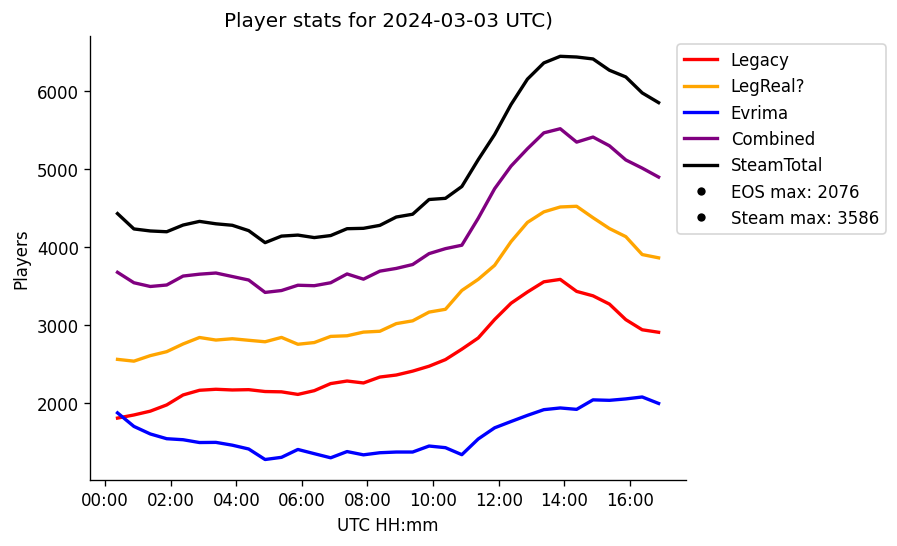 Player stats for 2024-03-03 UTC)
Players
6000
5000
4000
3000
2000
00:00 02:00 04:00 06:00 08:00 10:00 12:00 14:00 16:00
UTC HH:mm
Legacy
LegReal?
Evrima
Combined
SteamTotal
EOS max: 2076
Steam max: 3586